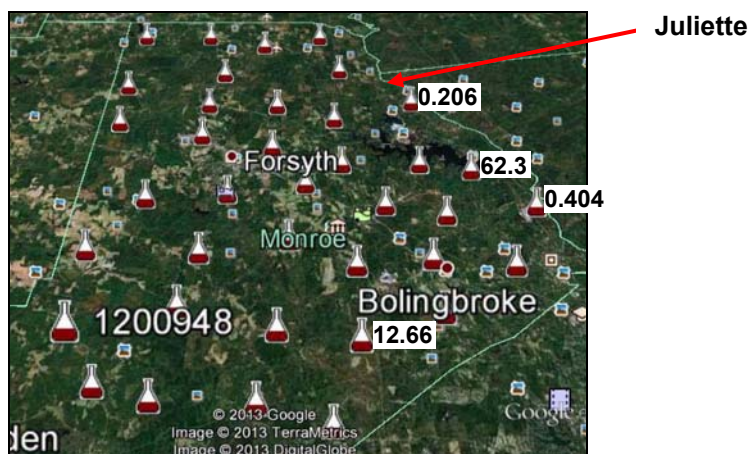 Juliette
0.206
Forsyth
62.3
0.404
Monroe
Bolingbroke
1200948
12.66
© 2013 Google
Image © 2013 TerraMetrics
Image © 2013 DigitalGlobe
den
Google